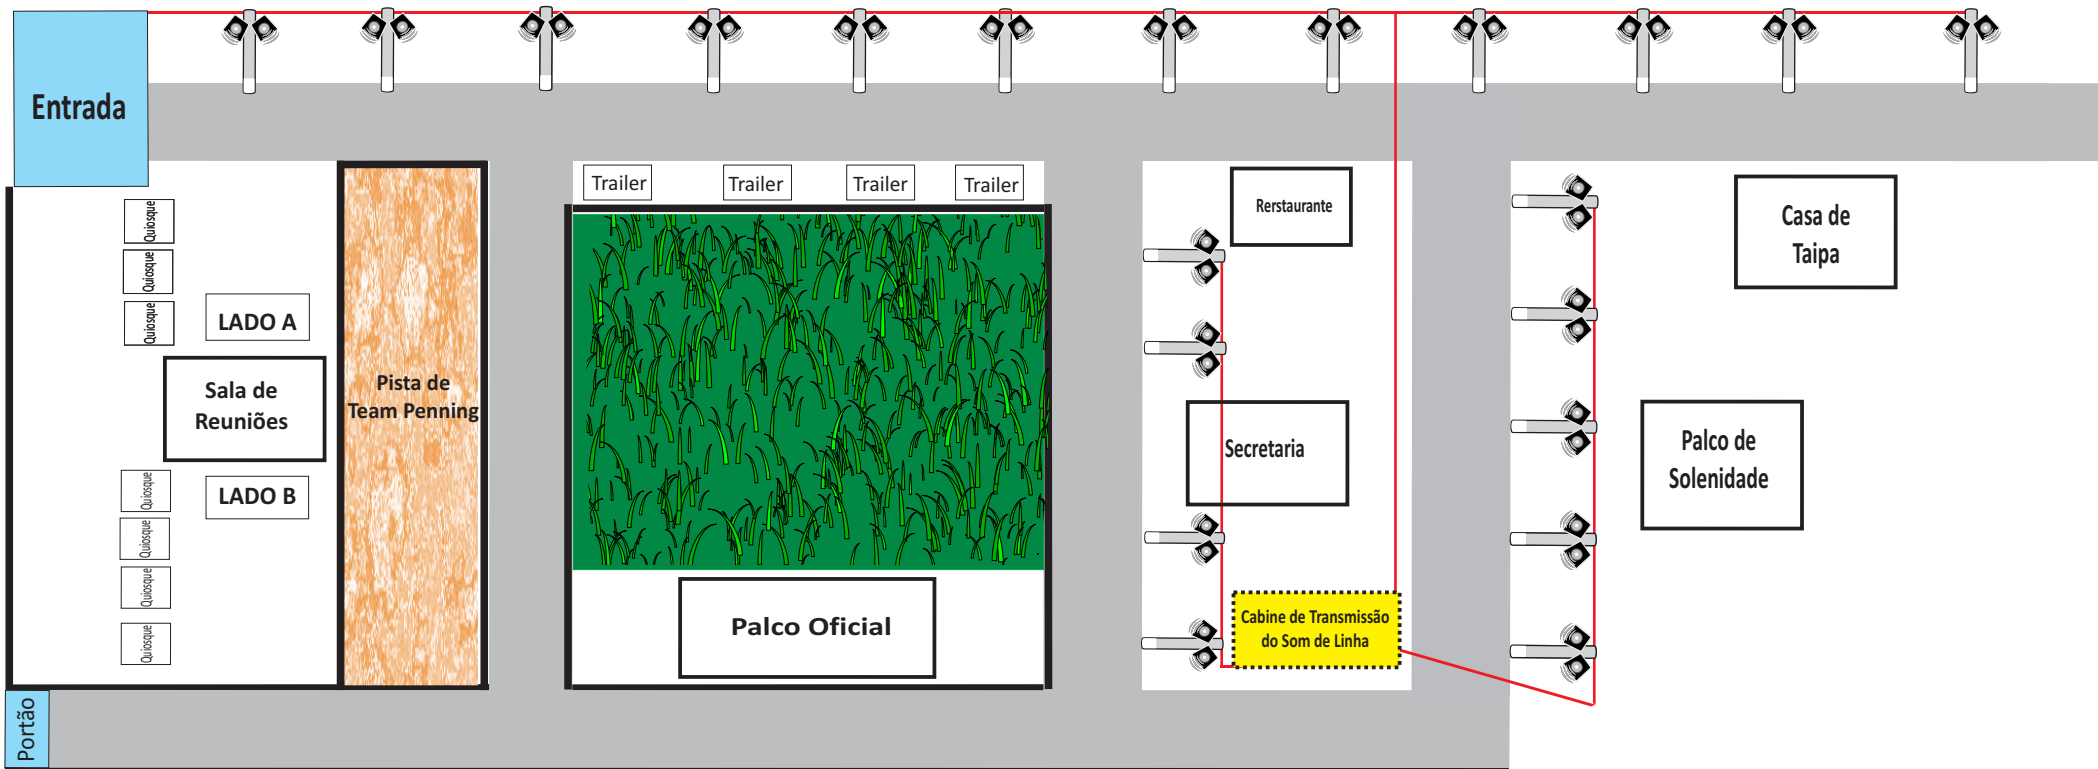 Entrada
Trailer
Trailer
Trailer
Trailer
Rerstaurante
Casa de
Taipa
Quiosque
Quiosque
Quiosque
LADO A
Sala de
Reuniões
Pista de
Team Penning
Secretaria
Palco de
Solenidade
LADO B
Quiosque
Quiosque
Quiosque
Quiosque
Palco Oficial
Cabine de Transmissão
do Som de Linha
Portão